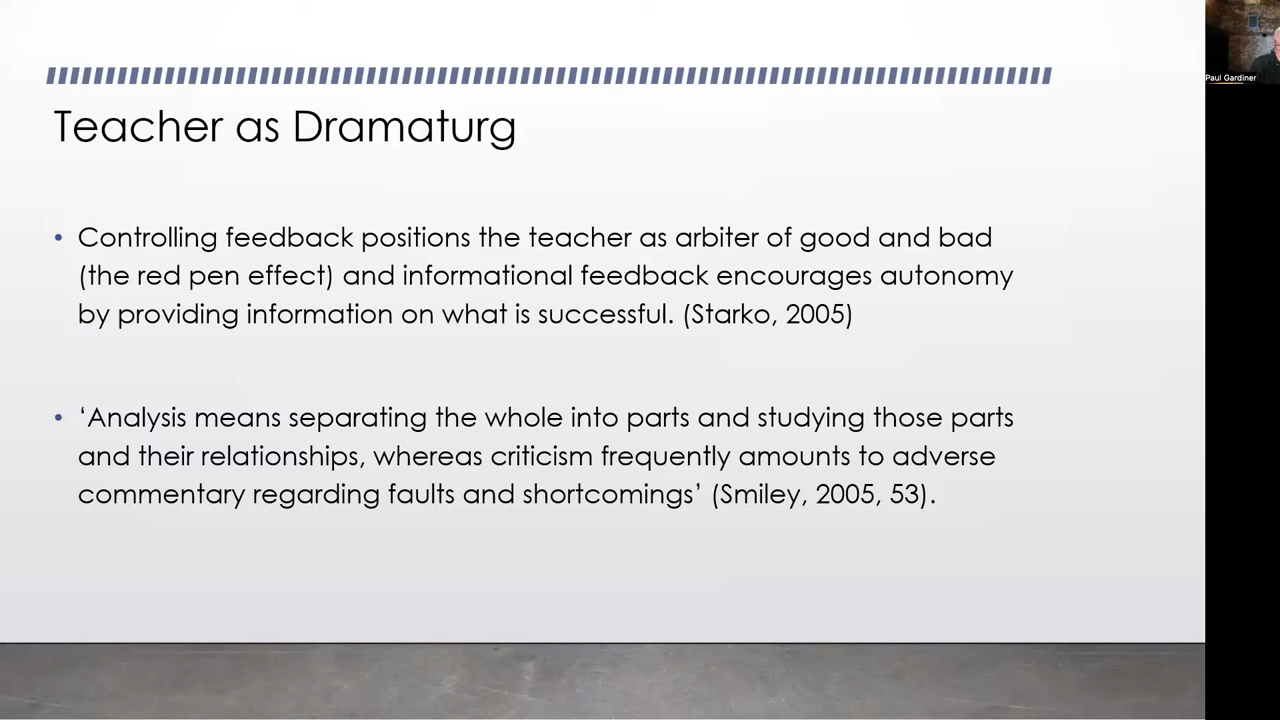 Paul Gardiner
Teacher as Dramaturg
• Controlling feedback positions the teacher as arbiter of good and bad
(the red pen effect) and informational feedback encourages autonomy
by providing information on what is successful. (Starko, 2005)
• ‘Analysis means separating the whole into parts and studying those parts
and their relationships, whereas criticism frequently amounts to adverse
commentary regarding faults and shortcomings’ (Smiley, 2005, 53).